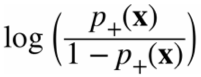 log ( p₊(x) / (1 − p₊(x)) )